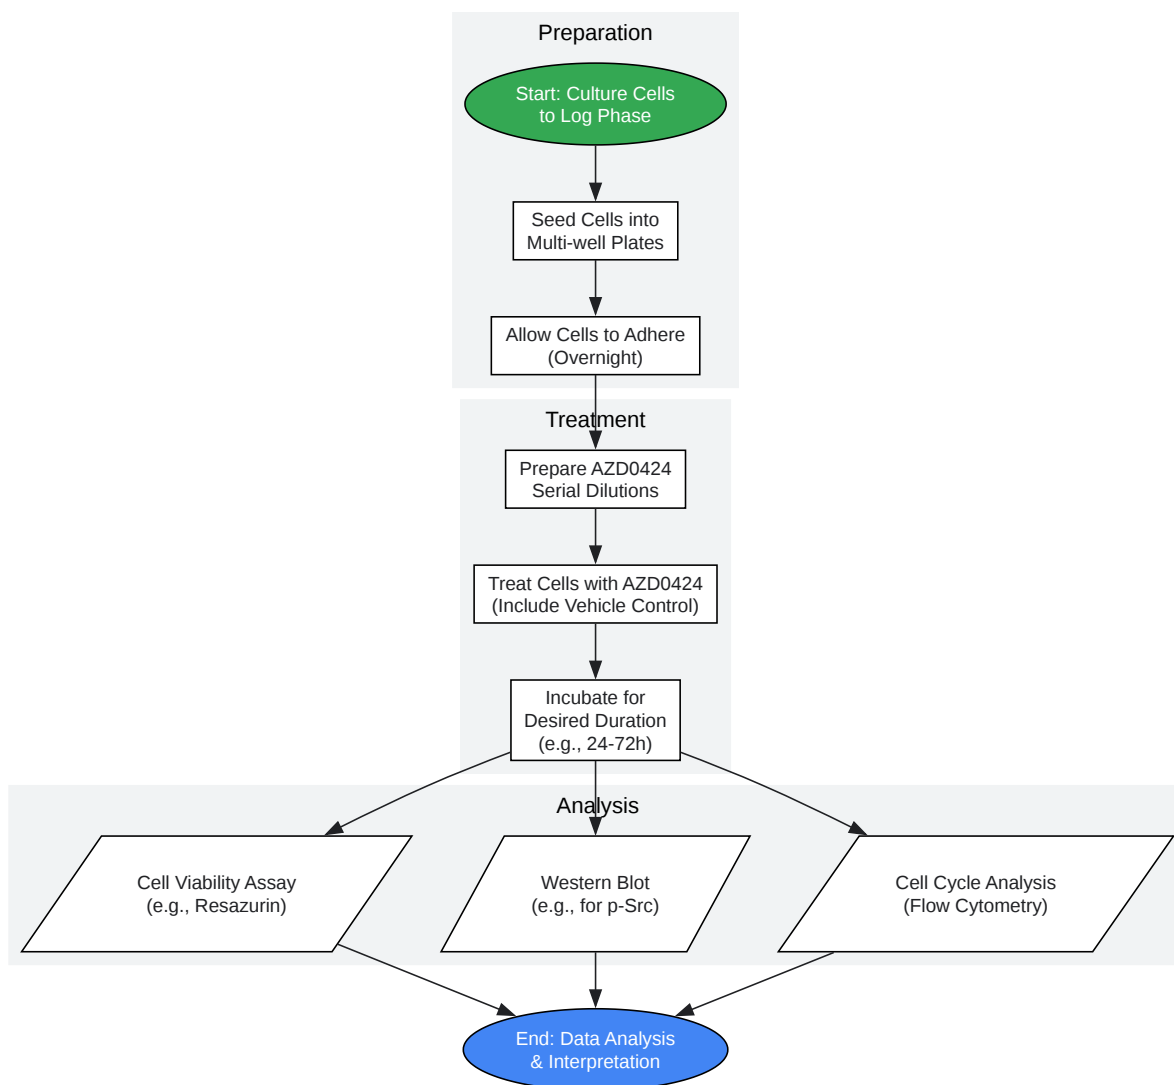 Preparation
Start: Culture Cells
to Log Phase
Seed Cells into
Multi-well Plates
Allow Cells to Adhere
(Overnight)
Treatment
Prepare AZD0424
Serial Dilutions
Treat Cells with AZD0424
(Include Vehicle Control)
Incubate for
Desired Duration
(e.g., 24-72h)
Analysis
Cell Viability Assay
(e.g., Resazurin)
Western Blot
(e.g., for p-Src)
Cell Cycle Analysis
(Flow Cytometry)
End: Data Analysis
& Interpretation